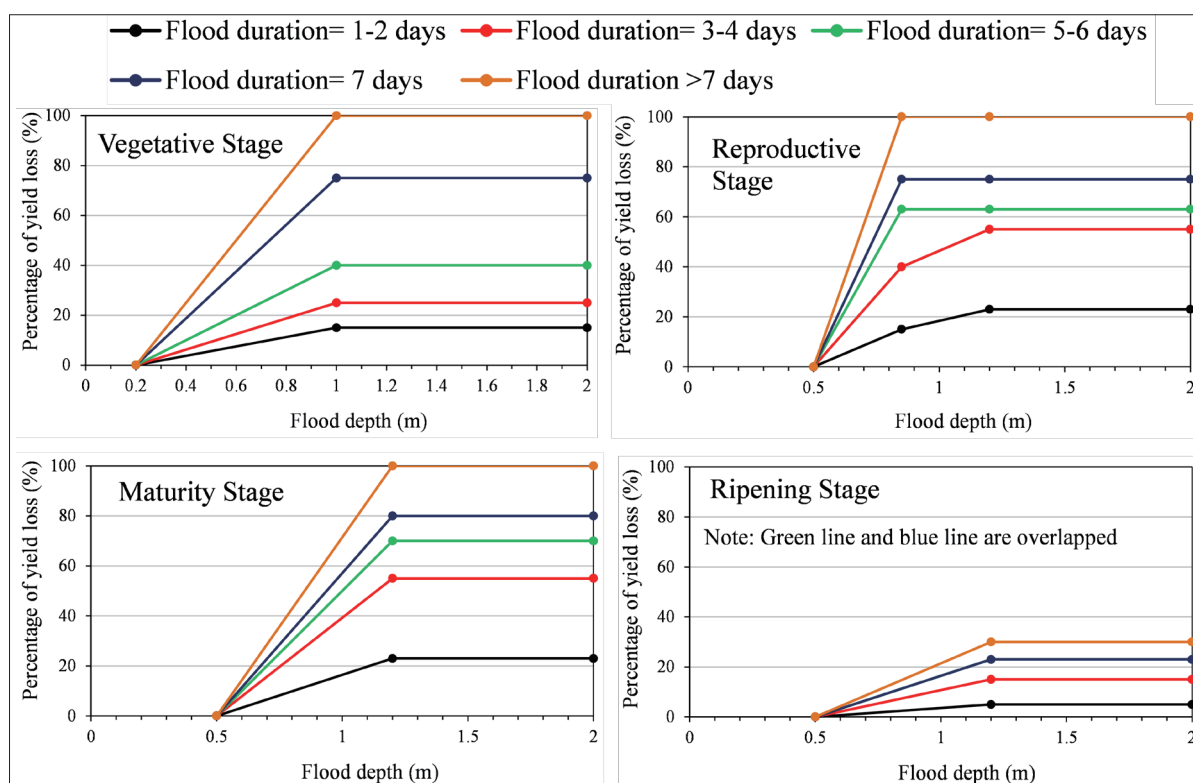 Flood duration= 1-2 days Flood duration= 3-4 days Flood duration= 5-6 days
Flood duration= 7 days Flood duration >7 days
Vegetative Stage
Percentage of yield loss (%)
100
80
60
40
20
0
0 0.2 0.4 0.6 0.8 1 1.2 1.4 1.6 1.8 2
Flood depth (m)
Reproductive
Stage
Percentage of yield loss (%)
100
80
60
40
20
0
0 0.5 1 1.5 2
Flood depth (m)
Maturity Stage
Percentage of yield loss (%)
100
80
60
40
20
0
0 0.5 1 1.5 2
Flood depth (m)
Ripening Stage
Note: Green line and blue line are overlapped
Percentage of yield loss (%)
100
80
60
40
20
0
0 0.5 1 1.5 2
Flood depth (m)